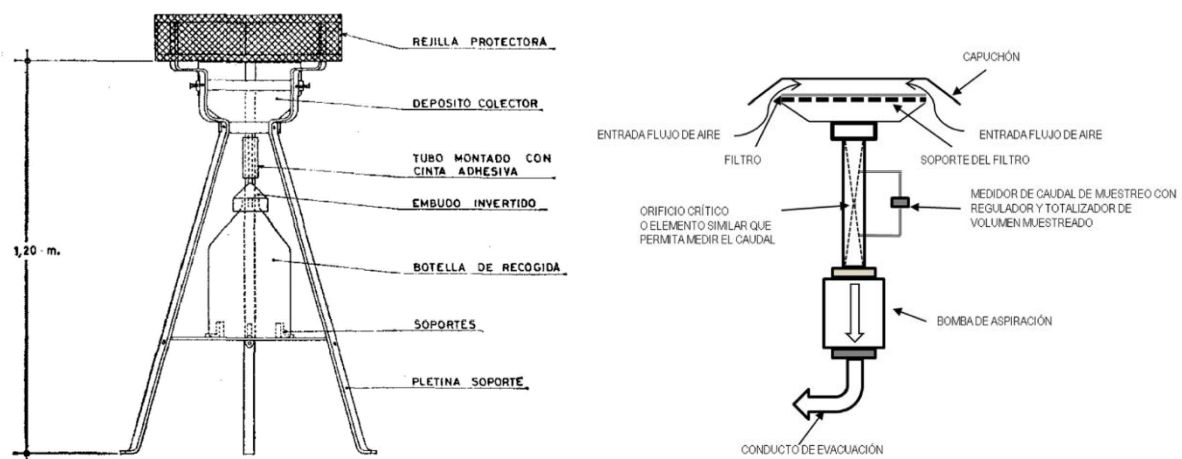 REJILLA PROTECTORA
DEPOSITO COLECTOR
TUBO MONTADO CON
CINTA ADHESIVA
EMBUDO INVERTIDO
BOTELLA DE RECOGIDA
SOPORTES
PLETINA SOPORTE
1,20 m.
CAPUCHÓN
ENTRADA FLUJO DE AIRE
ENTRADA FLUJO DE AIRE
FILTRO
SOPORTE DEL FILTRO
ORIFICIO CRÍTICO
O ELEMENTO SIMILAR QUE
PERMITA MEDIR EL CAUDAL
MEDIDOR DE CAUDAL DE MUESTREO CON
REGULADOR Y TOTALIZADOR DE
VOLUMEN MUESTREADO
BOMBA DE ASPIRACIÓN
CONDUCTO DE EVACUACIÓN